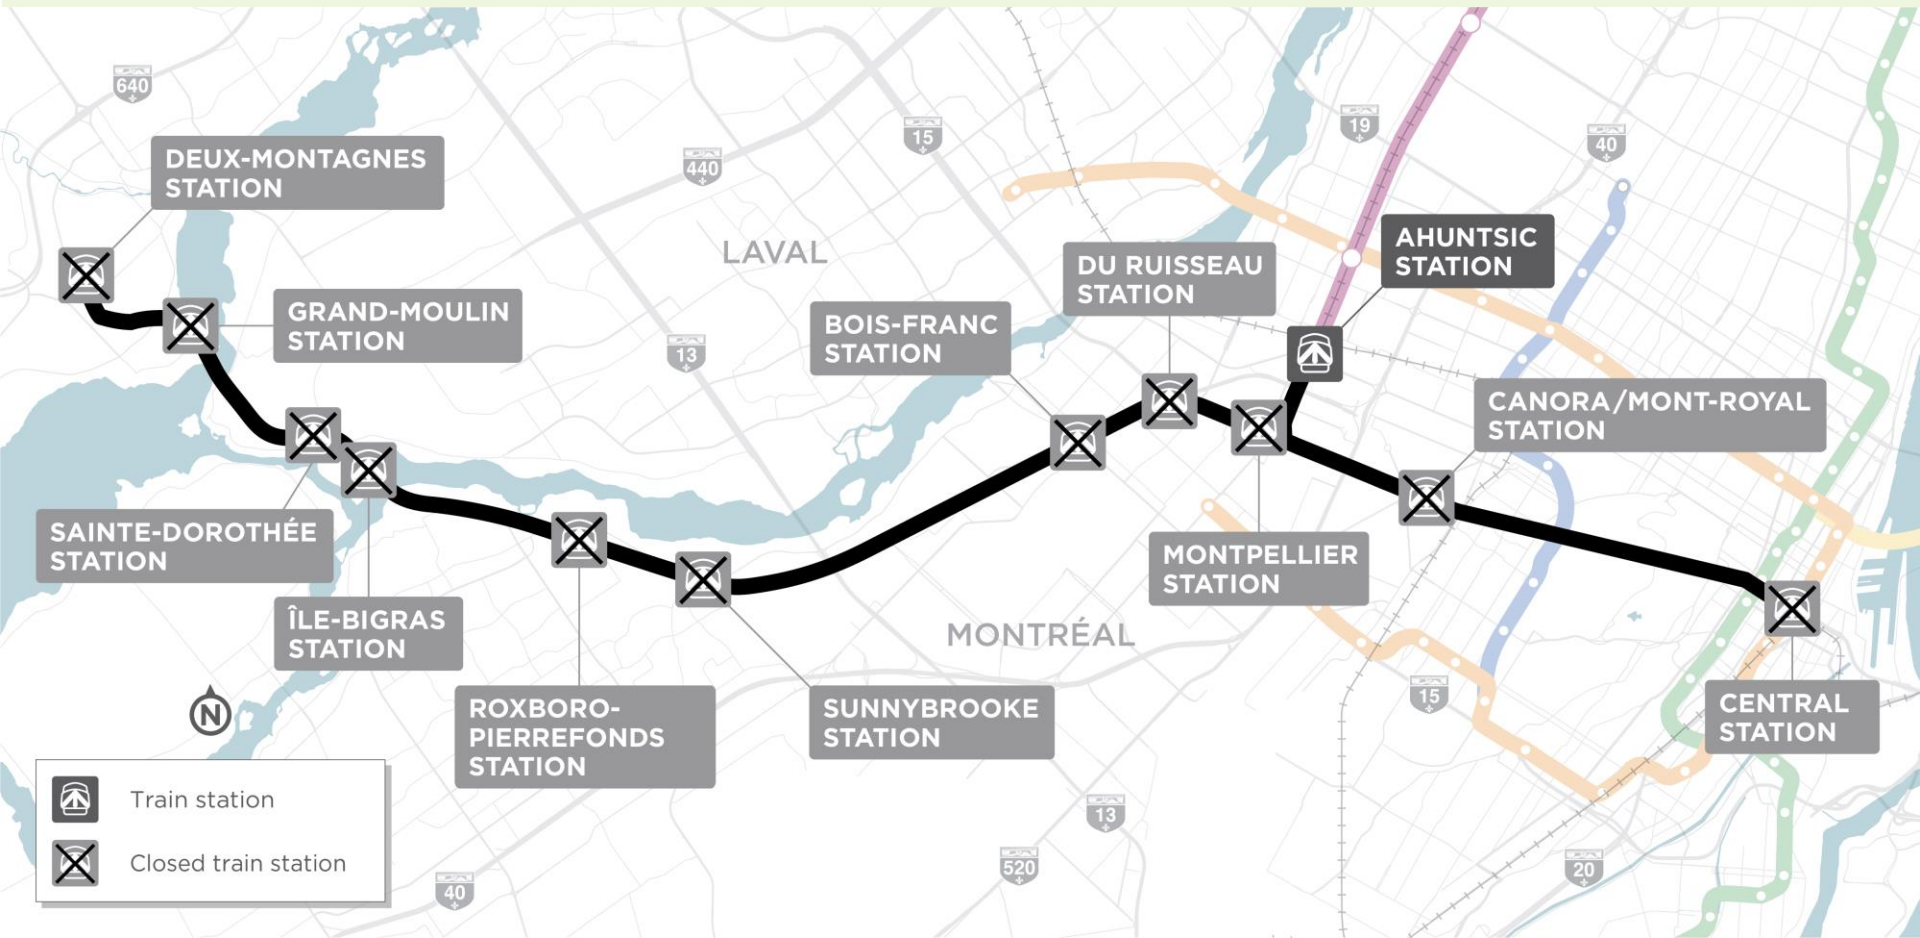 640
15
19
40
DEUX-MONTAGNES
STATION
440
LAVAL
AHUNTSIC
STATION
DU RUISSEAU
STATION
GRAND-MOULIN
STATION
BOIS-FRANC
STATION
13
CANORA/MONT-ROYAL
STATION
SAINTE-DOROTHÉE
STATION
MONTPELLIER
STATION
ÎLE-BIGRAS
STATION
MONTRÉAL
N
ROXBORO-
PIERREFONDS
STATION
SUNNYBROOKE
STATION
15
CENTRAL
STATION
Train station
Closed train station
13
520
20
40